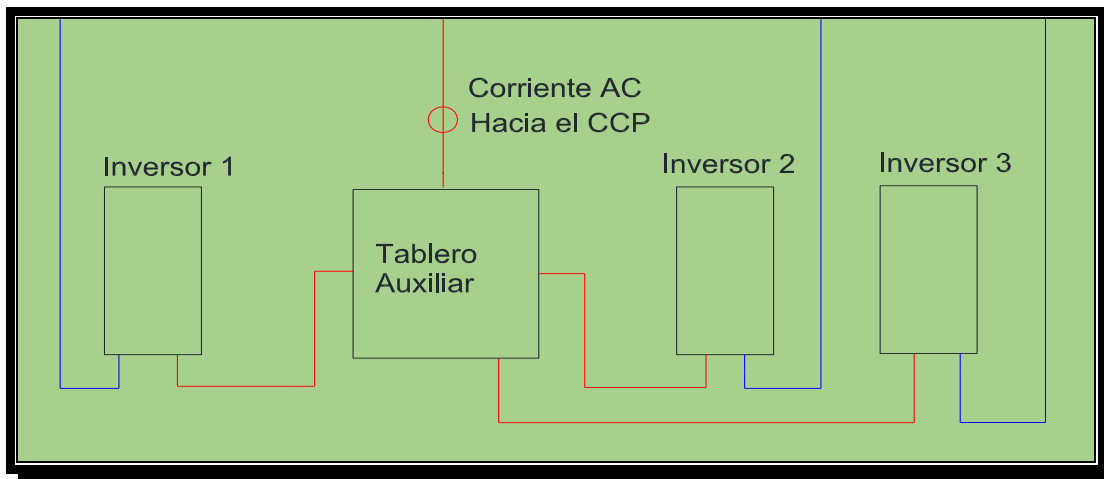 Corriente AC
Hacia el CCP
Inversor 1
Inversor 2
Inversor 3
Tablero
Auxiliar